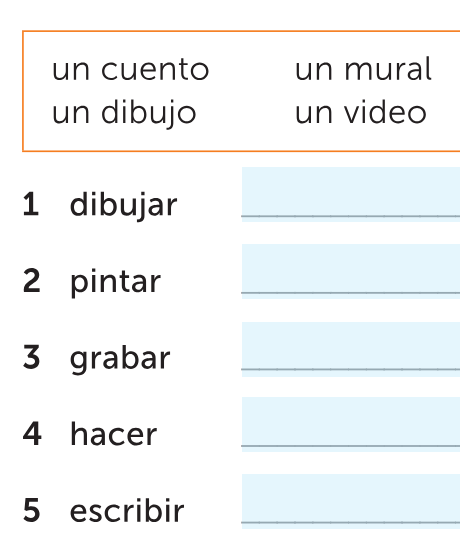 un cuento un mural
un dibujo un video
1 dibujar
2 pintar
3 grabar
4 hacer
5 escribir